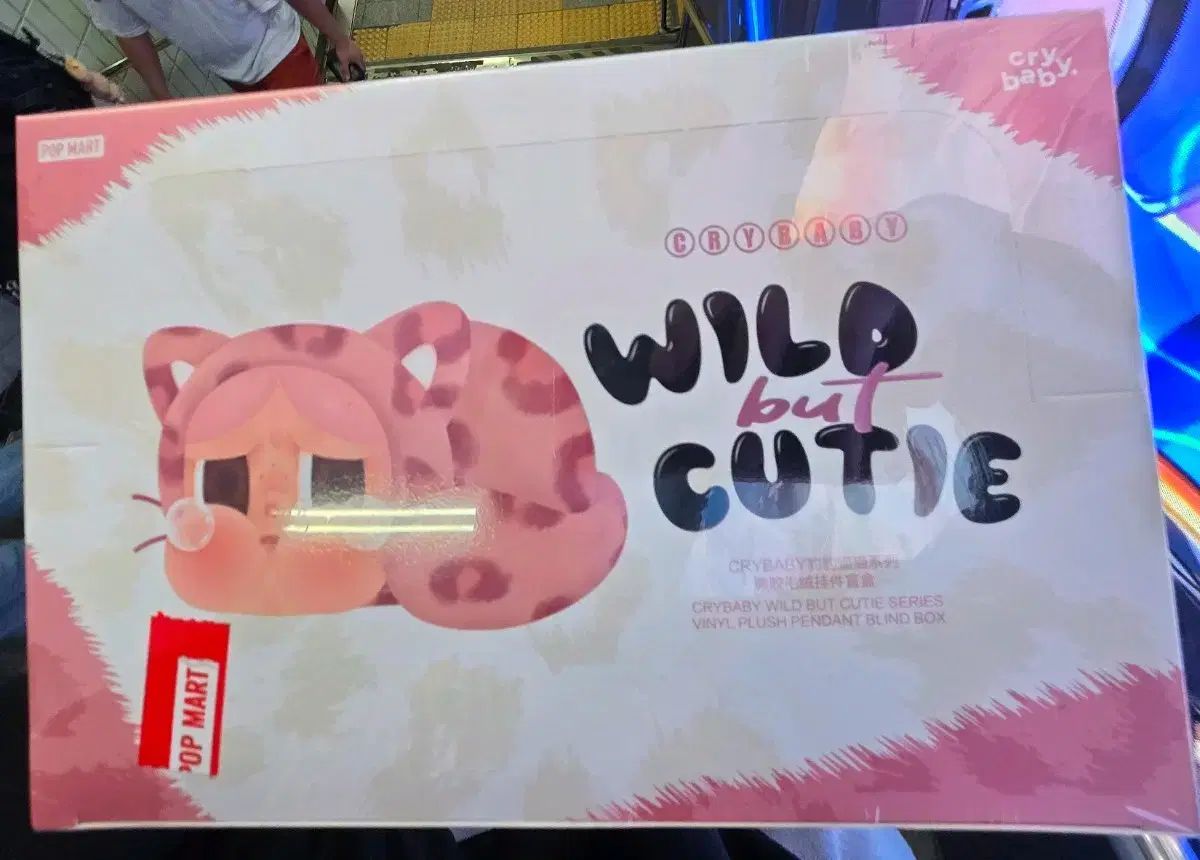 POP MART
cry
baby.
CRYBABY
WILD
but
CUTIE
CRYBABY
CRYBABY WILD BUT CUTIE SERIES
VINYL PLUSH PENDANT BLIND BOX
POP MART